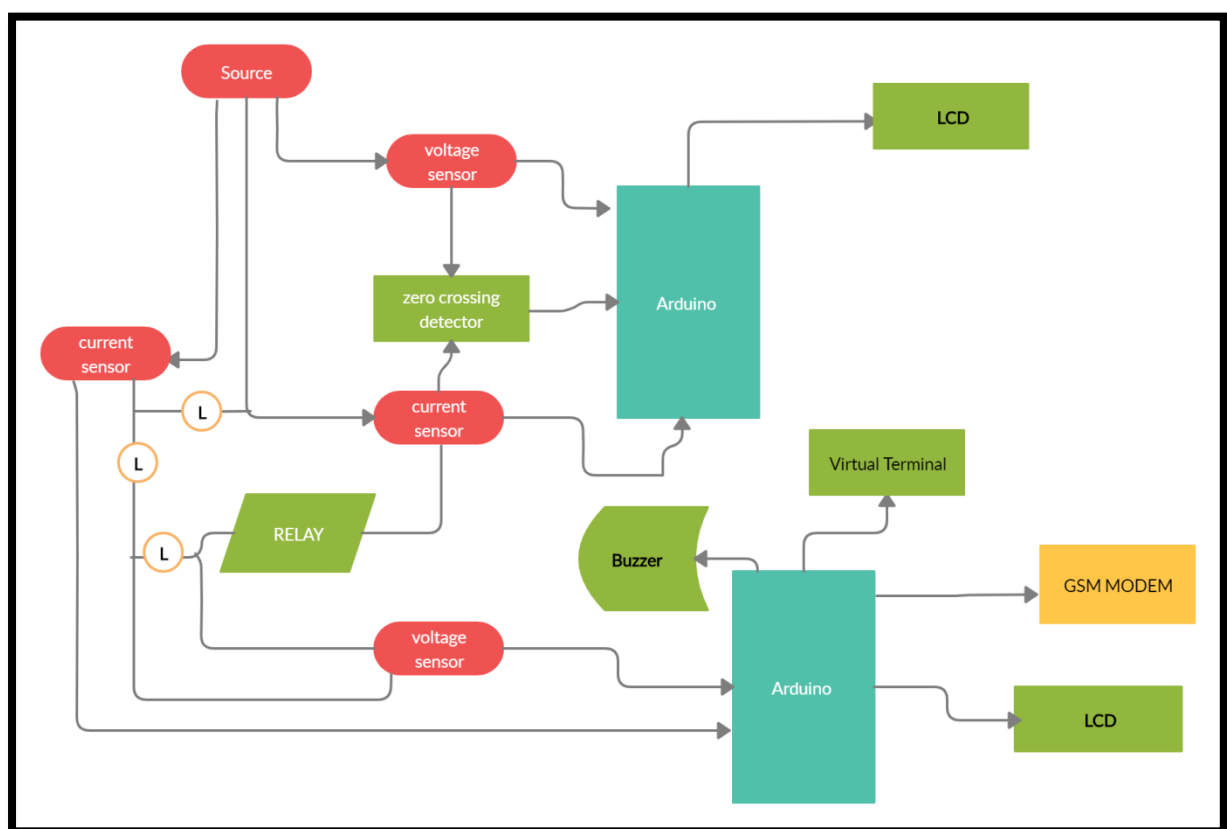 Source
LCD
voltage
sensor
zero crossing
detector
Arduino
current
sensor
L
current
sensor
L
Virtual Terminal
RELAY
L
Buzzer
GSM MODEM
voltage
sensor
Arduino
LCD